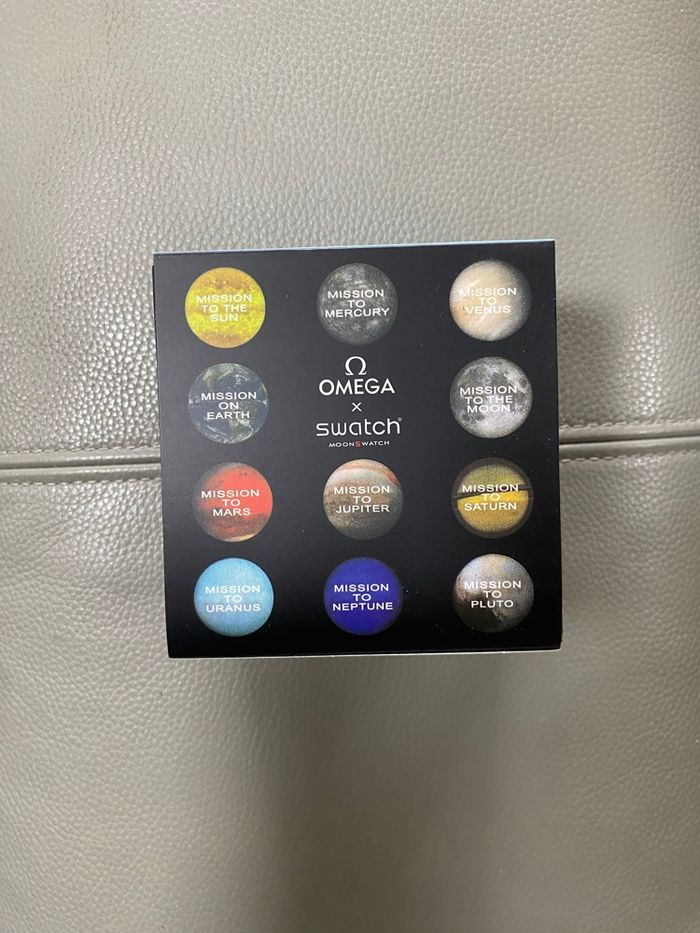 MISSION
TO THE
SUN
MISSION
TO
MERCURY
MISSION
TO
VENUS
MISSION
ON
EARTH
Ω
OMEGA
x
swatch®
MOONSWATCH
MISSION
TO THE
MOON
MISSION
TO
MARS
MISSION
TO
JUPITER
MISSION
TO
SATURN
MISSION
TO
URANUS
MISSION
TO
NEPTUNE
MISSION
TO
PLUTO